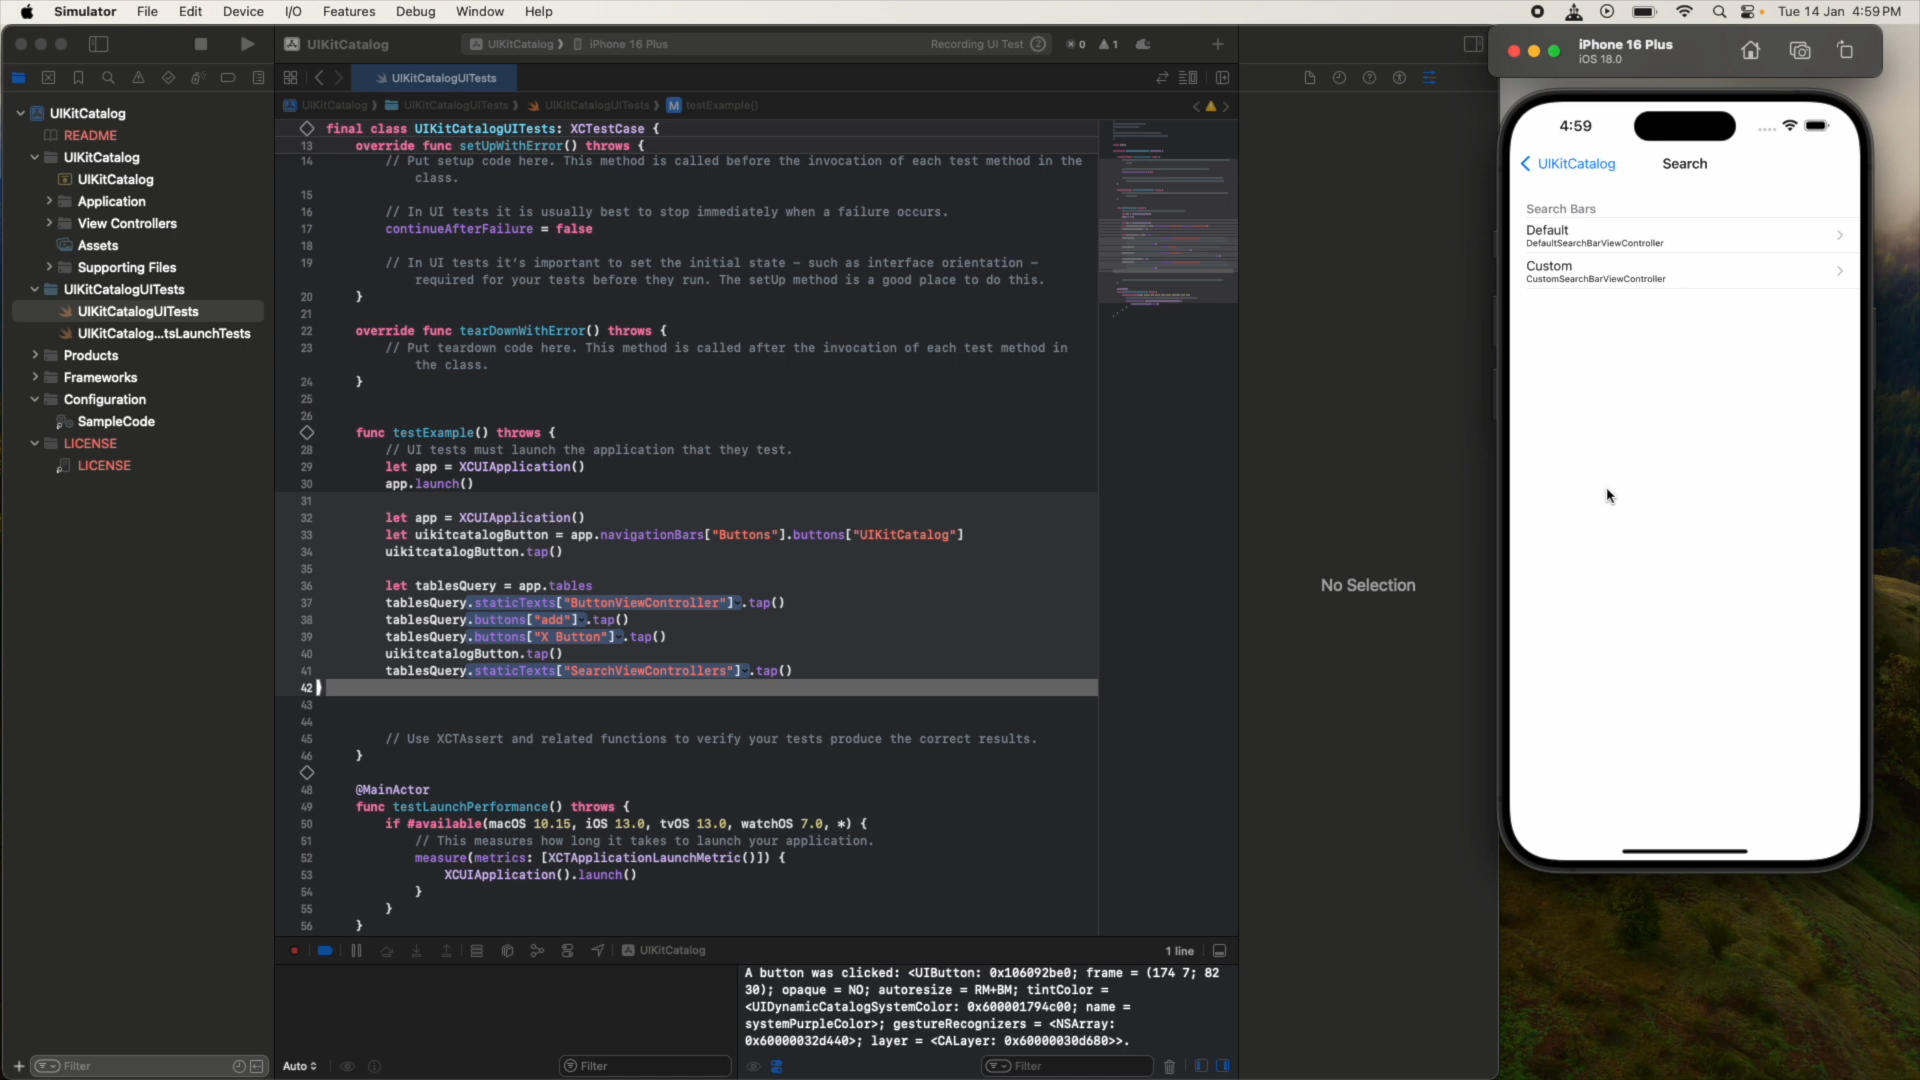 Simulator File Edit Device I/O Features Debug Window Help
Tue 14 Jan 4:59 PM
UIKitCatalog
UIKitCatalog iPhone 16 Plus
Recording UI Test 2
0 1
iPhone 16 Plus
iOS 18.0
UIKitCatalogUITests
UIKitCatalog UIKitCatalogUITests UIKitCatalogUITests M testExample()
UIKitCatalog
README
UIKitCatalog
UIKitCatalog
Application
View Controllers
Assets
Supporting Files
UIKitCatalogUITests
UIKitCatalogUITests
UIKitCatalog...tsLaunchTests
Products
Frameworks
Configuration
SampleCode
LICENSE
LICENSE
Filter
final class UIKitCatalogUITests: XCTestCase {
13 override func setUpWithError() throws {
14 // Put setup code here. This method is called before the invocation of each test method in the
class.
15
16 // In UI tests it is usually best to stop immediately when a failure occurs.
17 continueAfterFailure = false
18
19 // In UI tests it's important to set the initial state - such as interface orientation -
required for your tests before they run. The setUp method is a good place to do this.
20 }
21
22 override func tearDownWithError() throws {
23 // Put teardown code here. This method is called after the invocation of each test method in
the class.
24 }
25
26
func testExample() throws {
28 // UI tests must launch the application that they test.
29 let app = XCUIApplication()
30 app.launch()
31
32 let app = XCUIApplication()
33 let uikitcatalogButton = app.navigationBars["Buttons"].buttons["UIKitCatalog"]
34 uikitcatalogButton.tap()
35
36 let tablesQuery = app.tables
37 tablesQuery.staticTexts["ButtonViewController"].tap()
38 tablesQuery.buttons["add"].tap()
39 tablesQuery.buttons["X Button"].tap()
40 uikitcatalogButton.tap()
41 tablesQuery.staticTexts["SearchViewControllers"].tap()
42
43
44
45 // Use XCTAssert and related functions to verify your tests produce the correct results.
46 }
48 @MainActor
49 func testLaunchPerformance() throws {
50 if #available(macOS 10.15, iOS 13.0, tvOS 13.0, watchOS 7.0, *) {
51 // This measures how long it takes to launch your application.
52 measure(metrics: [XCTApplicationLaunchMetric()]) {
53 XCUIApplication().launch()
54 }
55 }
56 }
UIKitCatalog
1 line
A button was clicked: <UIButton: 0x106092be0; frame = (174 7; 82
30); opaque = NO; autoresize = RM+BM; tintColor =
<UIDynamicCatalogSystemColor: 0x600001794c00; name =
systemPurpleColor>; gestureRecognizers = <NSArray:
0x60000032d440>; layer = <CALayer: 0x60000030d680>>.
Auto
Filter
Filter
No Selection
4:59
UIKitCatalog
Search
Search Bars
Default
DefaultSearchBarViewController
Custom
CustomSearchBarViewController